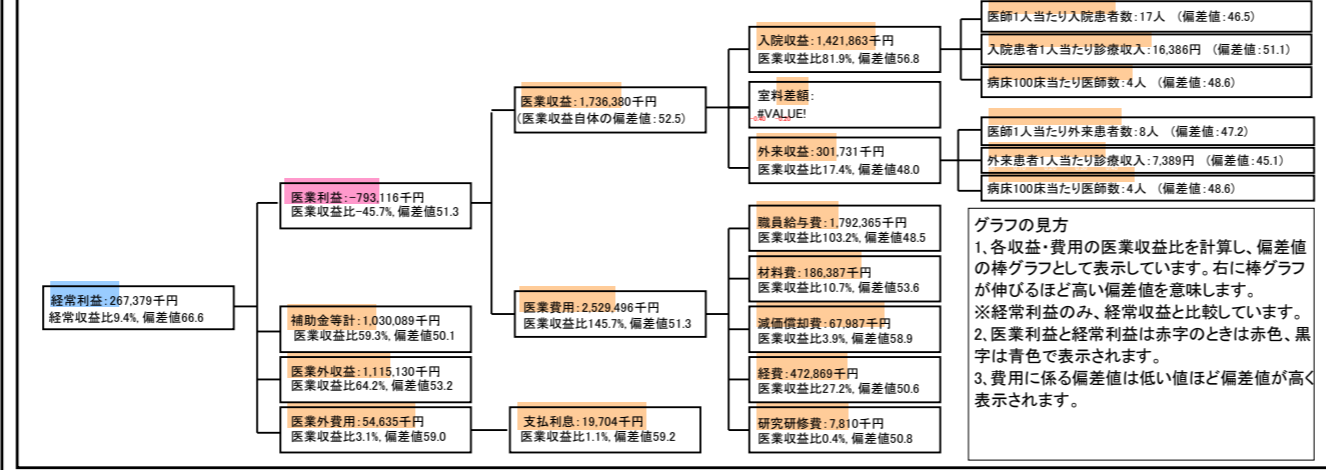 経常利益:267,379千円
経常収益比9.4%, 偏差値66.6
医業利益:-793,116千円
医業収益比-45.7%, 偏差値51.3
補助金等計:1,030,089千円
医業収益比59.3%, 偏差値50.1
医業外収益:1,115,130千円
医業収益比64.2%, 偏差値53.2
医業外費用:54,635千円
医業収益比3.1%, 偏差値59.0
医業収益:1,736,380千円
(医業収益自体の偏差値:52.5)
医業費用:2,529,496千円
医業収益比145.7%, 偏差値51.3
支払利息:19,704千円
医業収益比1.1%, 偏差値59.2
入院収益:1,421,863千円
医業収益比81.9%, 偏差値56.8
室料差額:
#VALUE!
外来収益:301,731千円
医業収益比17.4%, 偏差値48.0
職員給与費:1,792,365千円
医業収益比103.2%, 偏差値48.5
材料費:186,387千円
医業収益比10.7%, 偏差値53.6
減価償却費:67,987千円
医業収益比3.9%, 偏差値58.9
経費:472,869千円
医業収益比27.2%, 偏差値50.6
研究研修費:7,810千円
医業収益比0.4%, 偏差値50.8
医師1人当たり入院患者数:17人 (偏差値:46.5)
入院患者1人当たり診療収入:16,386円 (偏差値:51.1)
病床100床当たり医師数:4人 (偏差値:48.6)
医師1人当たり外来患者数:8人 (偏差値:47.2)
外来患者1人当たり診療収入:7,389円 (偏差値:45.1)
病床100床当たり医師数:4人 (偏差値:48.6)
グラフの見方
1、各収益・費用の医業収益比を計算し、偏差値
の棒グラフとして表示しています。右に棒グラフ
が伸びるほど高い偏差値を意味します。
※経常利益のみ、経常収益と比較しています。
2、医業利益と経常利益は赤字のときは赤色、黒
字は青色で表示されます。
3、費用に係る偏差値は低い値ほど偏差値が高く
表示されます。